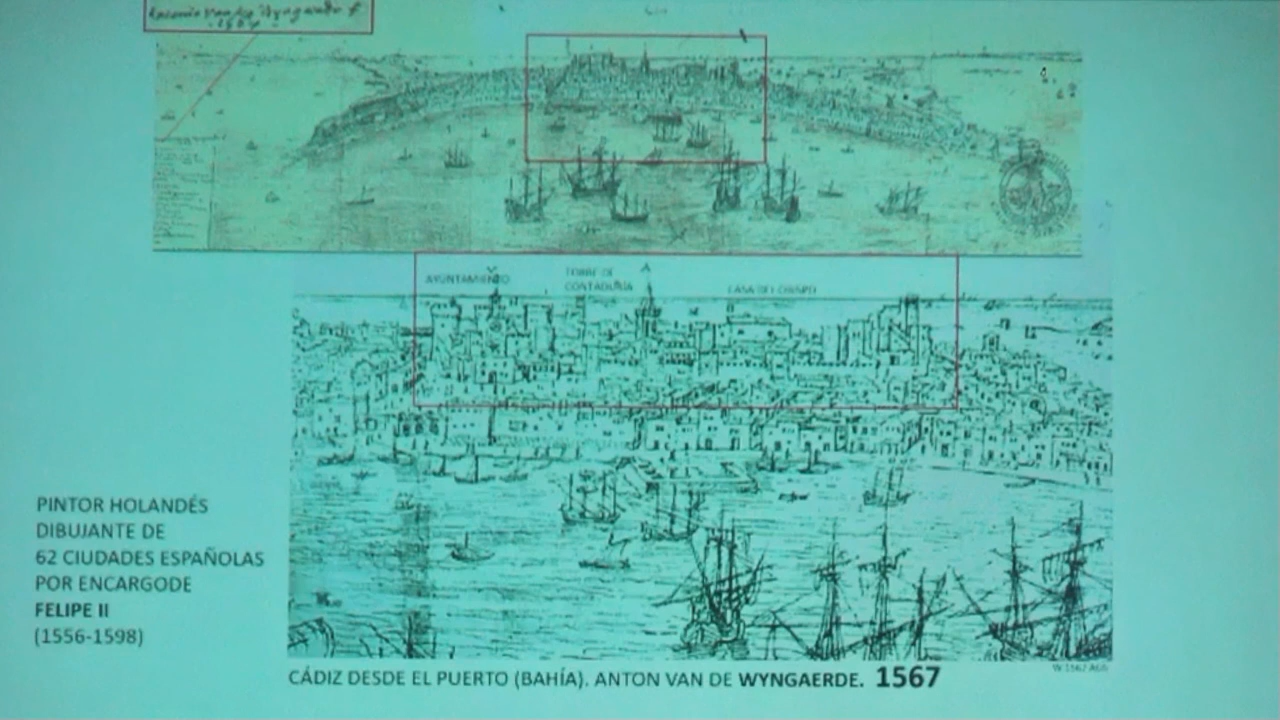 AYUNTAMIENTO
TORRE DE
CONTADURÍA
CASA DEL OBISPO
PINTOR HOLANDÉS
DIBUJANTE DE
62 CIUDADES ESPAÑOLAS
POR ENCARGODE
FELIPE II
(1556-1598)
CÁDIZ DESDE EL PUERTO (BAHÍA). ANTON VAN DE WYNGAERDE. 1567